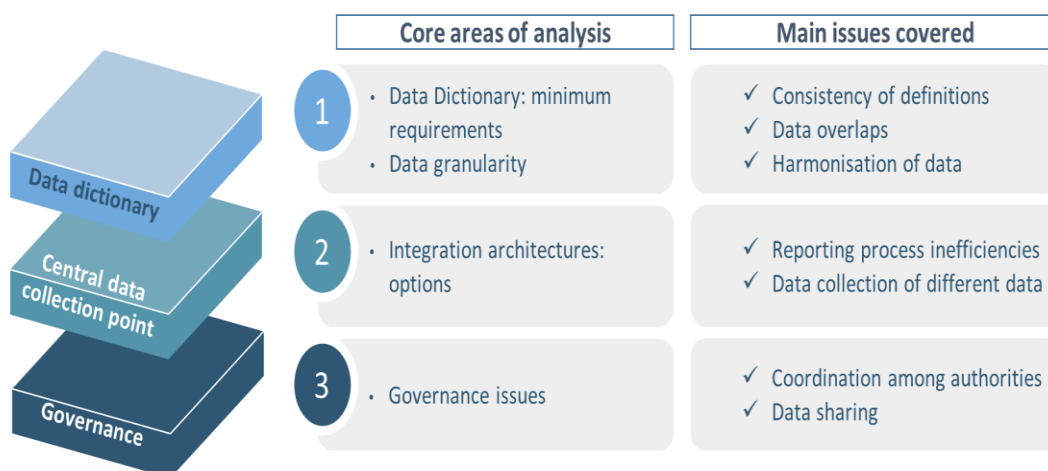 Core areas of analysis
Main issues covered
Data dictionary
1
• Data Dictionary: minimum
requirements
• Data granularity
✓ Consistency of definitions
✓ Data overlaps
✓ Harmonisation of data
Central data
collection point
2
• Integration architectures:
options
✓ Reporting process inefficiencies
✓ Data collection of different data
Governance
3
• Governance issues
✓ Coordination among authorities
✓ Data sharing